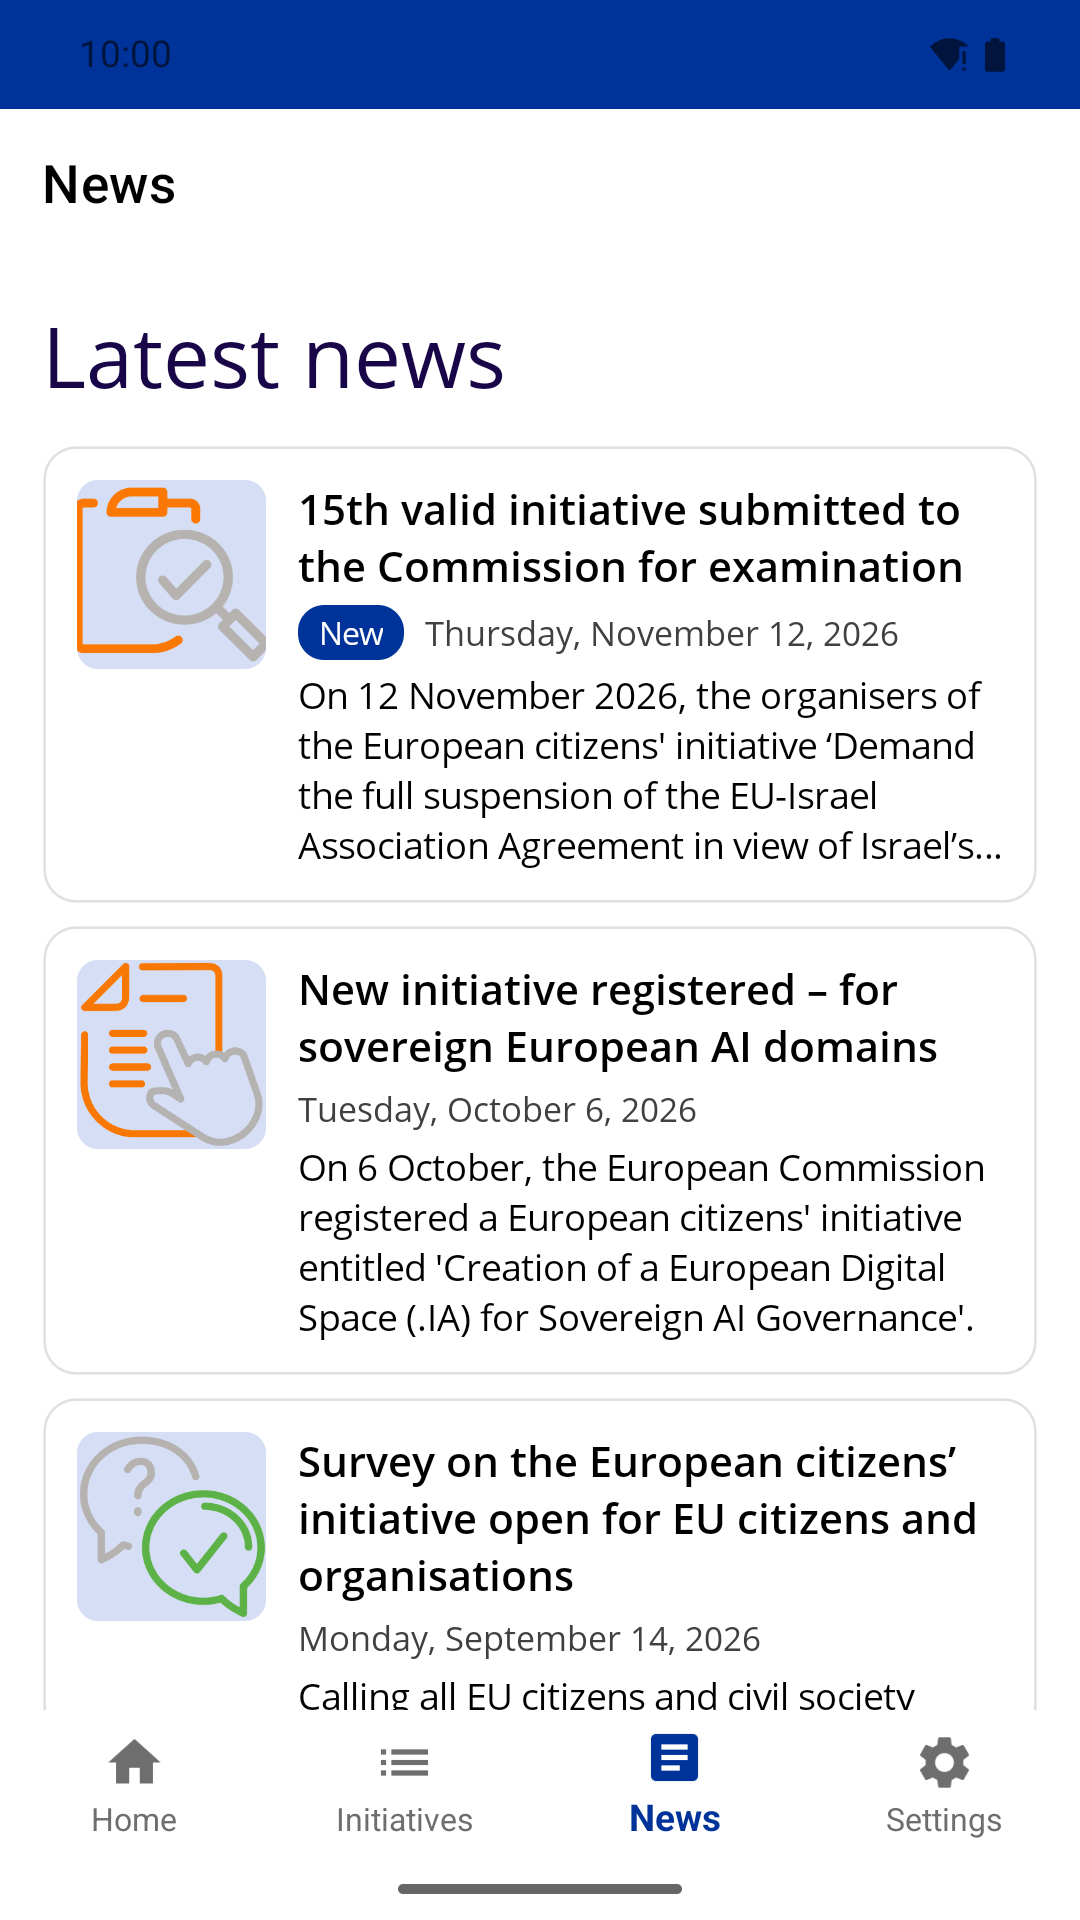 10:00
News
Latest news
15th valid initiative submitted to
the Commission for examination
New Thursday, November 12, 2026
On 12 November 2026, the organisers of
the European citizens' initiative ‘Demand
the full suspension of the EU-Israel
Association Agreement in view of Israel’s...
New initiative registered – for
sovereign European AI domains
Tuesday, October 6, 2026
On 6 October, the European Commission
registered a European citizens' initiative
entitled 'Creation of a European Digital
Space (.IA) for Sovereign AI Governance'.
Survey on the European citizens’
initiative open for EU citizens and
organisations
Monday, September 14, 2026
Calling all EU citizens and civil society
Home
Initiatives
News
Settings